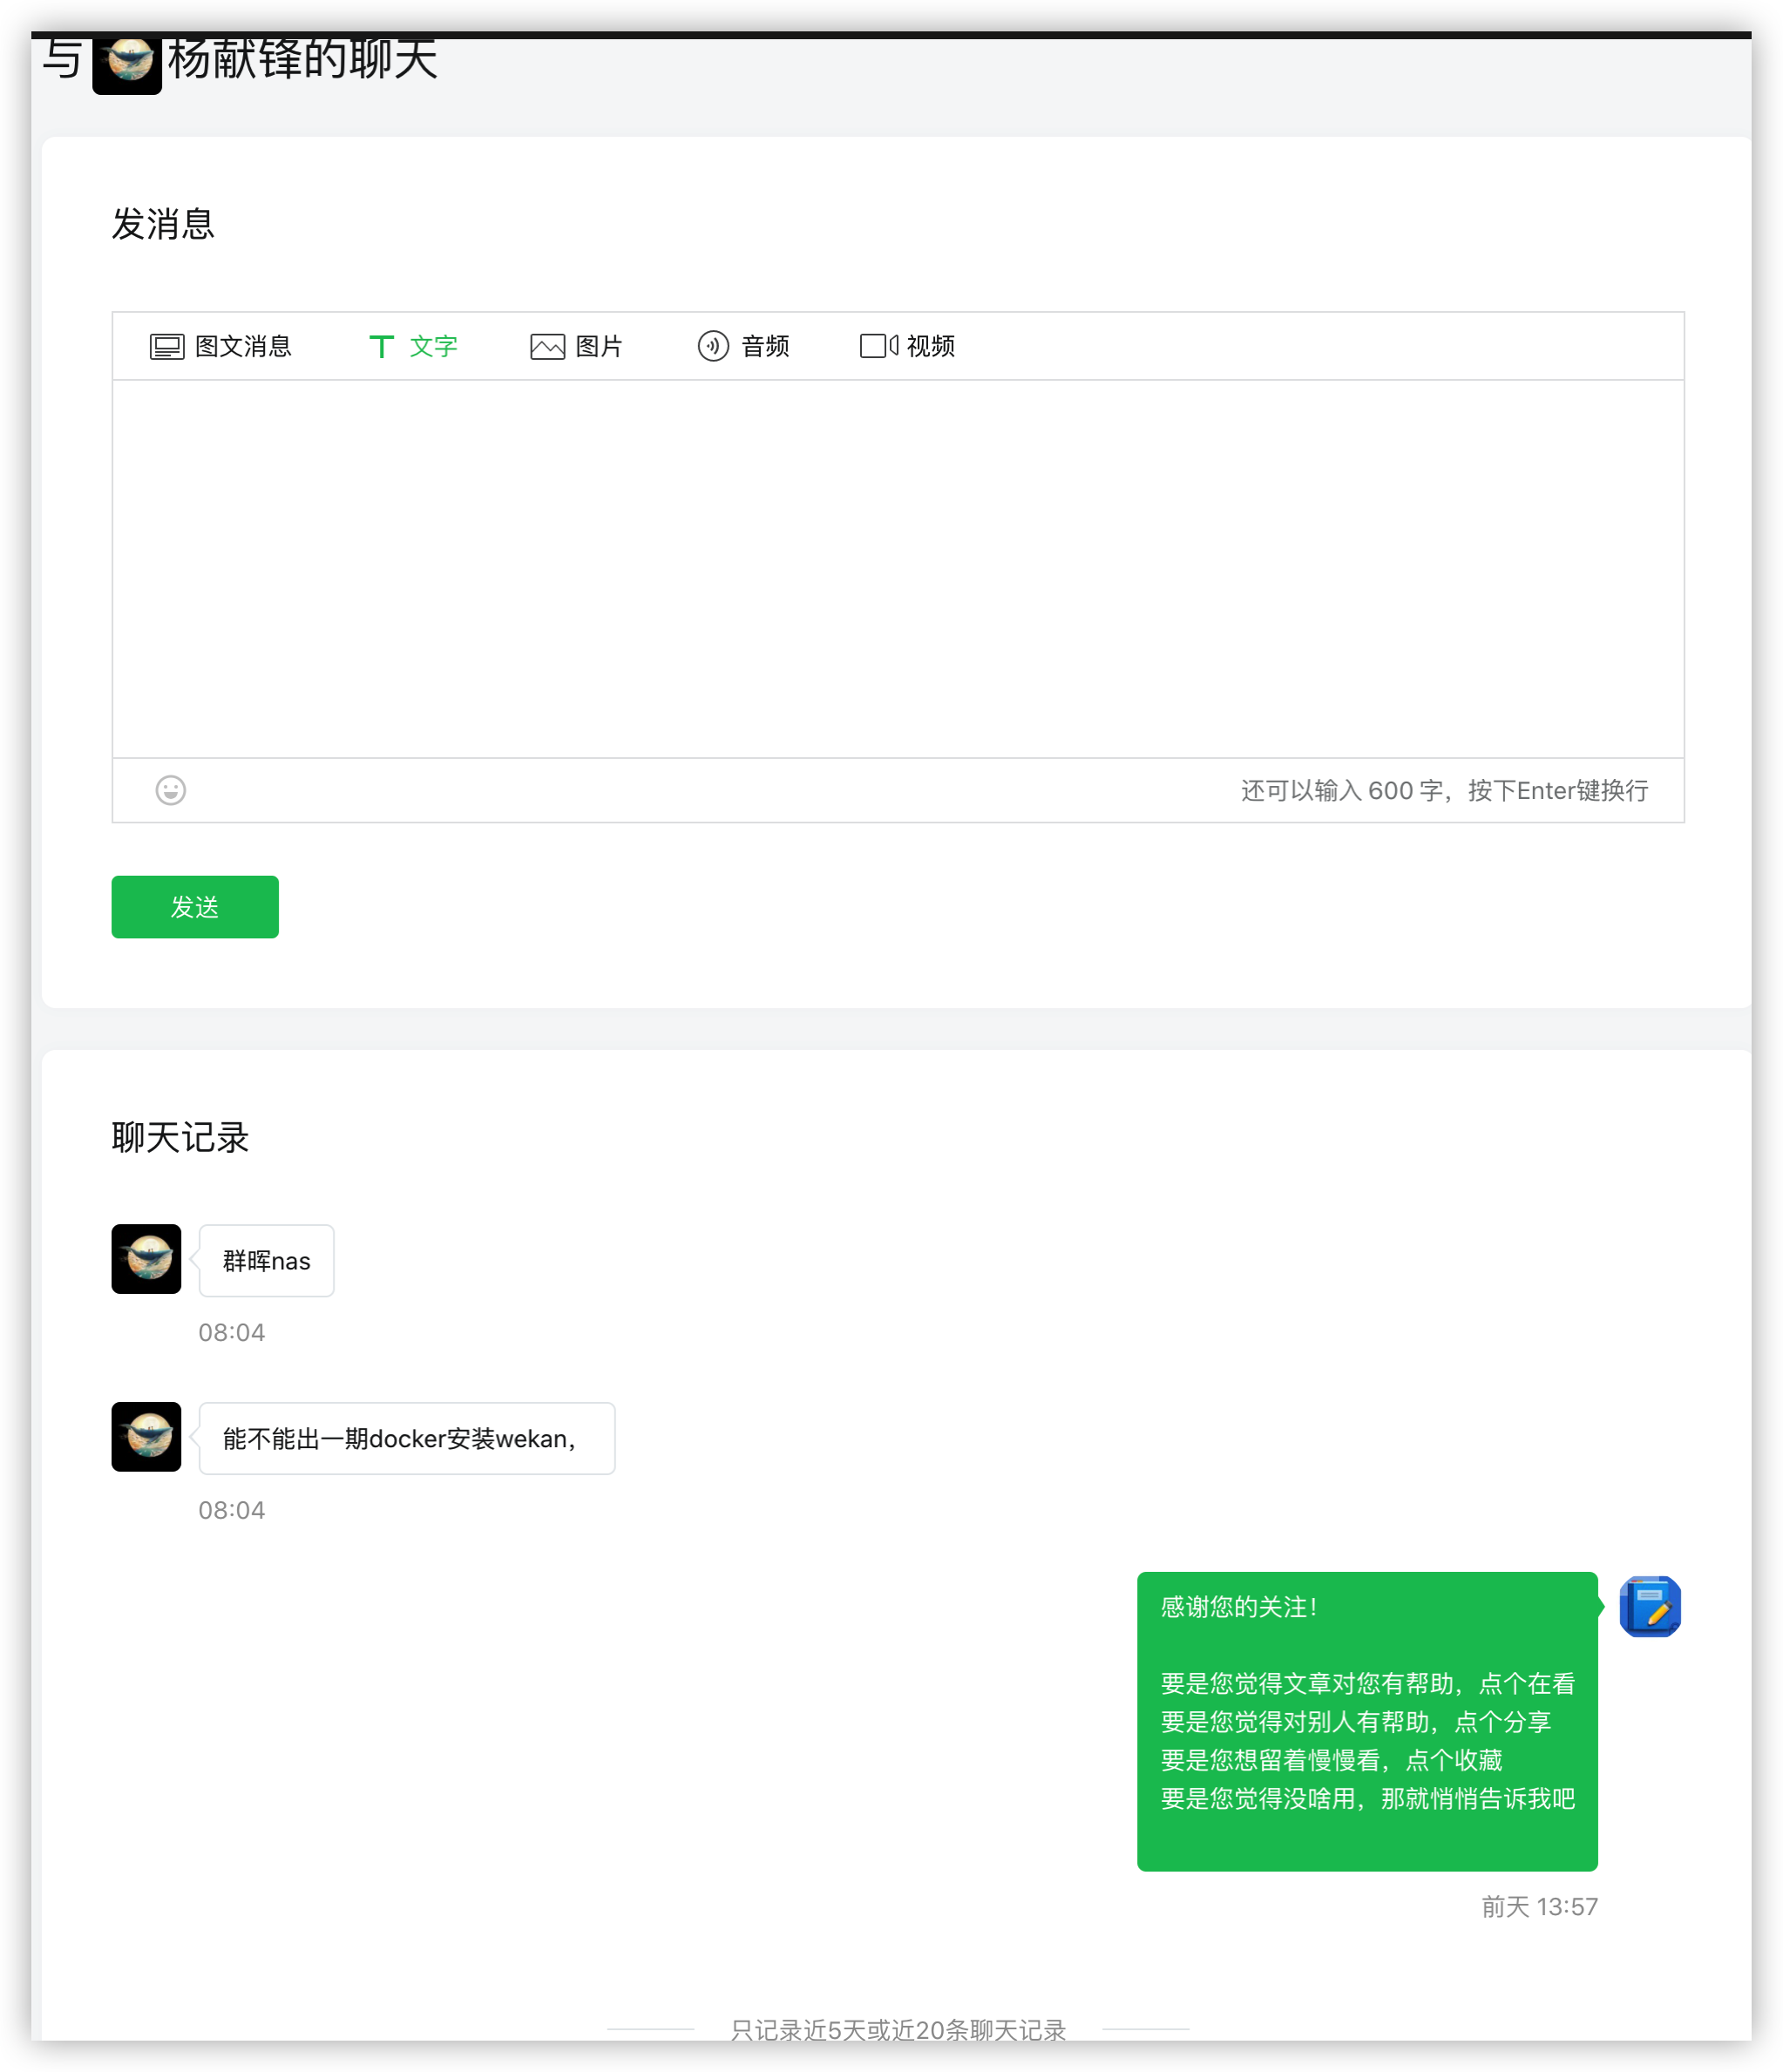 与杨献锋的聊天
发消息
图文消息 文字 图片 音频 视频
还可以输入 600 字，按下Enter键换行
发送
聊天记录
群晖nas
08:04
能不能出一期docker安装wekan，
08:04
感谢您的关注！
要是您觉得文章对您有帮助，点个在看
要是您觉得对别人有帮助，点个分享
要是您想留着慢慢看，点个收藏
要是您觉得没啥用，那就悄悄告诉我吧
前天 13:57
只记录近5天或近20条聊天记录